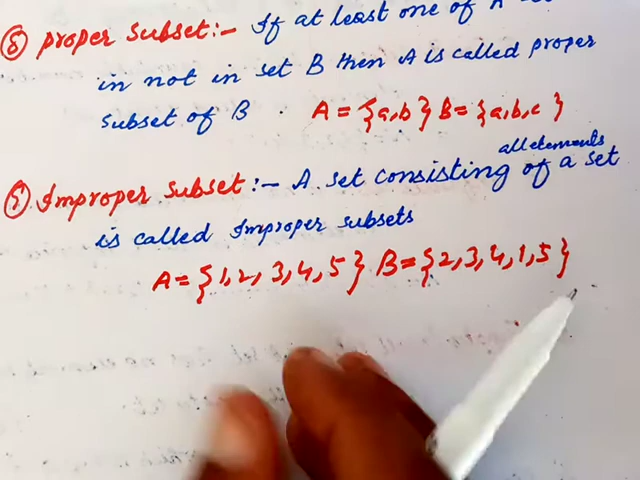 ⑧ proper subset:- If at least one of A
in not in set B then A is called proper
subset of B A = {a,b} B = {a,b,c}
all elements
⑨ Improper subset :- A set consisting of a set
is called Improper subsets
A = {1,2,3,4,5} B = {2,3,4,1,5}